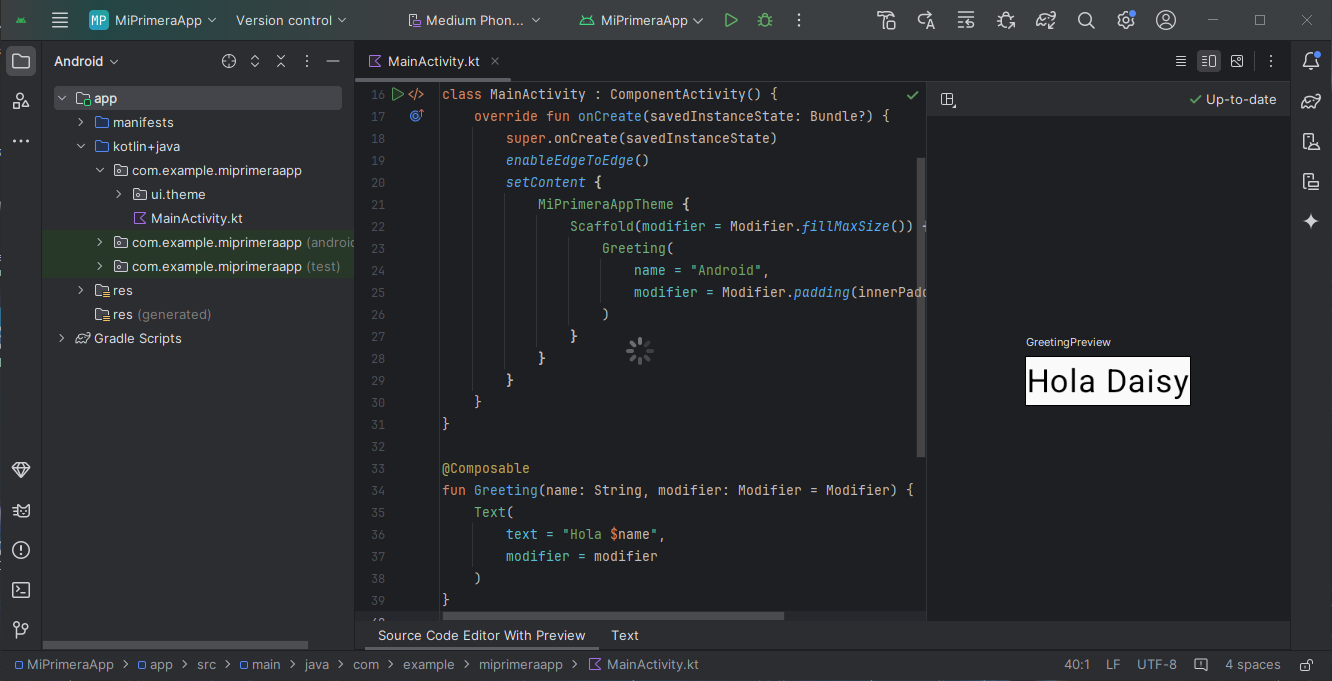 MP MiPrimeraApp Version control Medium Phon... MiPrimeraApp
Android
MainActivity.kt
app
manifests
kotlin+java
com.example.miprimeraapp
ui.theme
MainActivity.kt
com.example.miprimeraapp (androi
com.example.miprimeraapp (test)
res
res (generated)
Gradle Scripts
16 class MainActivity : ComponentActivity() {
17 override fun onCreate(savedInstanceState: Bundle?) {
18 super.onCreate(savedInstanceState)
19 enableEdgeToEdge()
20 setContent {
21 MiPrimeraAppTheme {
22 Scaffold(modifier = Modifier.fillMaxSize()) {
23 Greeting(
24 name = "Android",
25 modifier = Modifier.padding(innerPadd
26 )
27 }
28 }
29 }
30 }
31 }
32
33 @Composable
34 fun Greeting(name: String, modifier: Modifier = Modifier) {
35 Text(
36 text = "Hola $name",
37 modifier = modifier
38 )
39 }
Up-to-date
GreetingPreview
Hola Daisy
Source Code Editor With Preview Text
MiPrimeraApp > app > src > main > java > com > example > miprimeraapp > MainActivity.kt 40:1 LF UTF-8 4 spaces